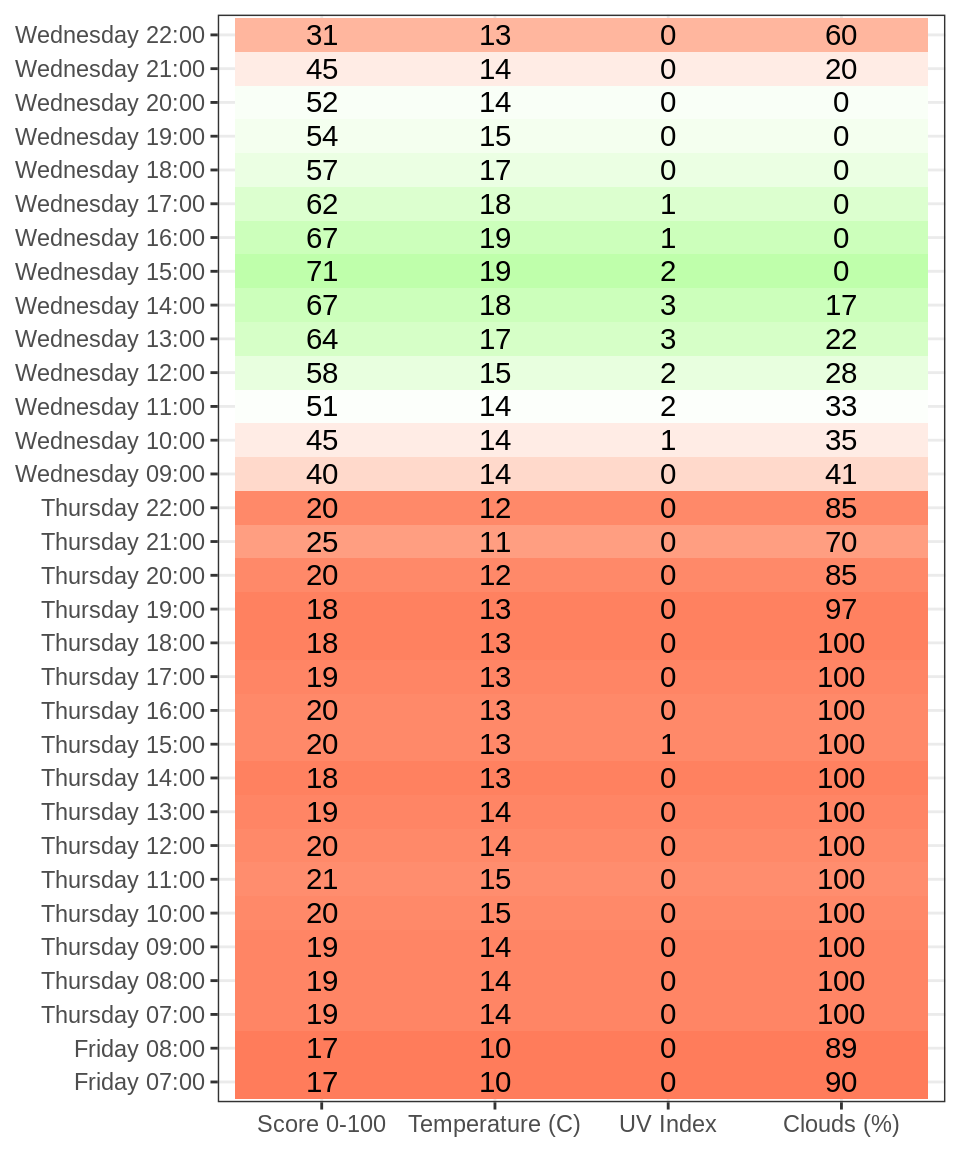 Wednesday 22:00 31 13 0 60
Wednesday 21:00 45 14 0 20
Wednesday 20:00 52 14 0 0
Wednesday 19:00 54 15 0 0
Wednesday 18:00 57 17 0 0
Wednesday 17:00 62 18 1 0
Wednesday 16:00 67 19 1 0
Wednesday 15:00 71 19 2 0
Wednesday 14:00 67 18 3 17
Wednesday 13:00 64 17 3 22
Wednesday 12:00 58 15 2 28
Wednesday 11:00 51 14 2 33
Wednesday 10:00 45 14 1 35
Wednesday 09:00 40 14 0 41
Thursday 22:00 20 12 0 85
Thursday 21:00 25 11 0 70
Thursday 20:00 20 12 0 85
Thursday 19:00 18 13 0 97
Thursday 18:00 18 13 0 100
Thursday 17:00 19 13 0 100
Thursday 16:00 20 13 0 100
Thursday 15:00 20 13 1 100
Thursday 14:00 18 13 0 100
Thursday 13:00 19 14 0 100
Thursday 12:00 20 14 0 100
Thursday 11:00 21 15 0 100
Thursday 10:00 20 15 0 100
Thursday 09:00 19 14 0 100
Thursday 08:00 19 14 0 100
Thursday 07:00 19 14 0 100
Friday 08:00 17 10 0 89
Friday 07:00 17 10 0 90
Score 0-100 Temperature (C) UV Index Clouds (%)